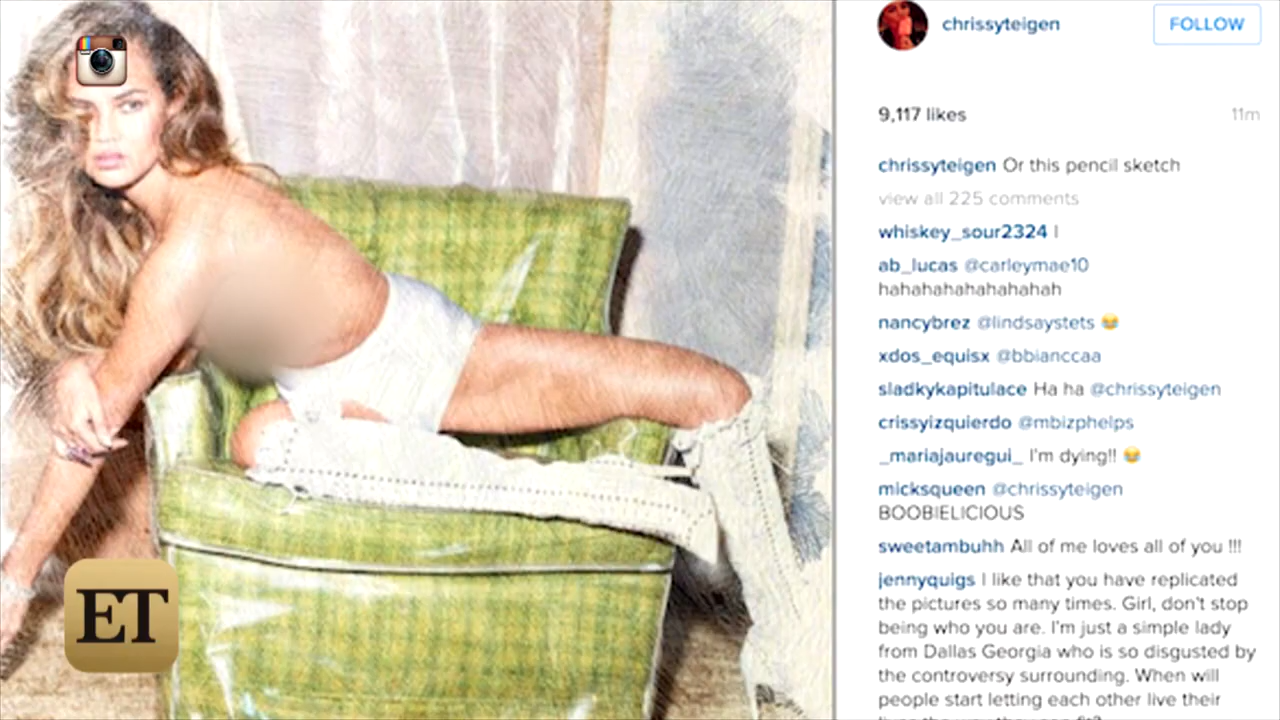 chrissyteigen
FOLLOW
9,117 likes
11m
chrissyteigen Or this pencil sketch
view all 225 comments
whiskey_sour2324 I
ab_lucas @carleymae10
hahahahahahahahah
nancybrez @lindsaystets 😂
xdos_equisx @bbianccaa
sladkykapitulace Ha ha @chrissyteigen
crissyizquierdo @mbizphelps
_mariajauregui_ I'm dying!! 😂
micksqueen @chrissyteigen
BOOBIELICIOUS
sweetambuhh All of me loves all of you !!!
jennyquigs I like that you have replicated
the pictures so many times. Girl, don't stop
being who you are. I'm just a simple lady
from Dallas Georgia who is so disgusted by
the controversy surrounding. When will
people start letting each other live their
ET